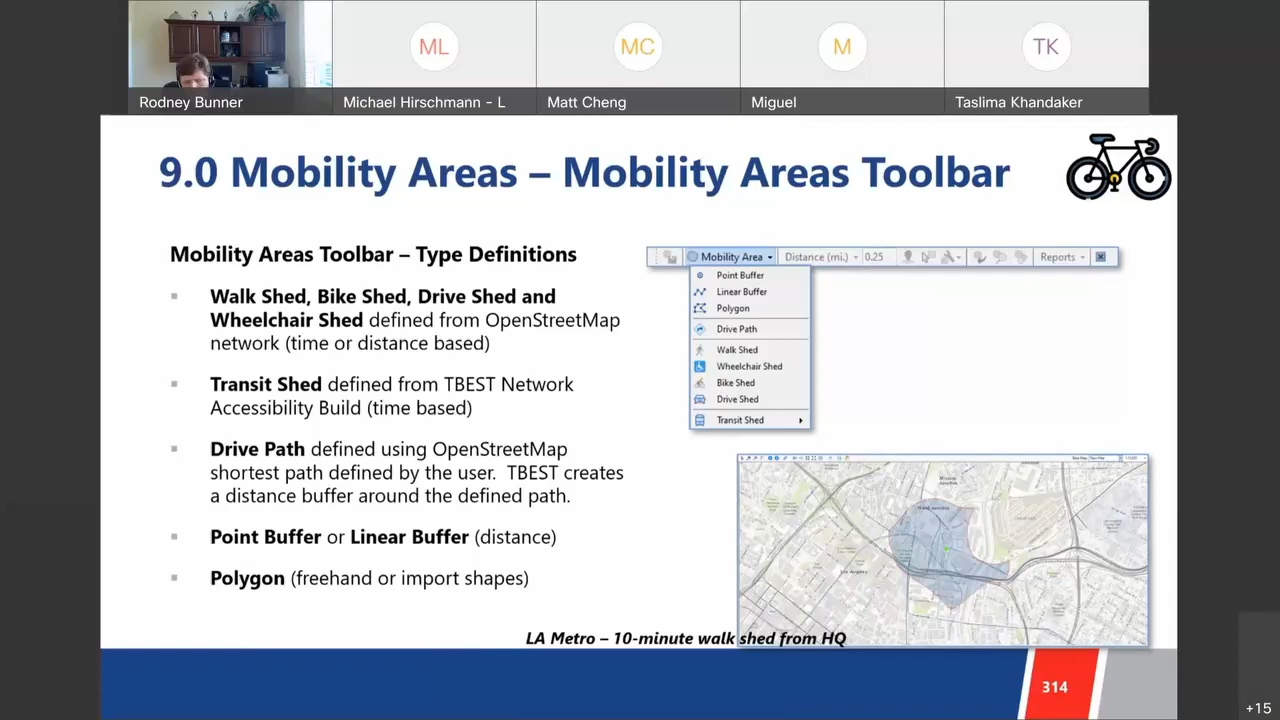 ML
MC
M
TK
Rodney Bunner
Michael Hirschmann - L
Matt Cheng
Miguel
Taslima Khandaker
9.0 Mobility Areas – Mobility Areas Toolbar
Mobility Areas Toolbar – Type Definitions
Walk Shed, Bike Shed, Drive Shed and
Wheelchair Shed defined from OpenStreetMap
network (time or distance based)
Transit Shed defined from TBEST Network
Accessibility Build (time based)
Drive Path defined using OpenStreetMap
shortest path defined by the user. TBEST creates
a distance buffer around the defined path.
Point Buffer or Linear Buffer (distance)
Polygon (freehand or import shapes)
Mobility Area Distance (mi.) 0.25 Reports
Point Buffer
Linear Buffer
Polygon
Drive Path
Walk Shed
Wheelchair Shed
Bike Shed
Drive Shed
Transit Shed
Los Angeles
LA Metro – 10-minute walk shed from HQ
314
+15